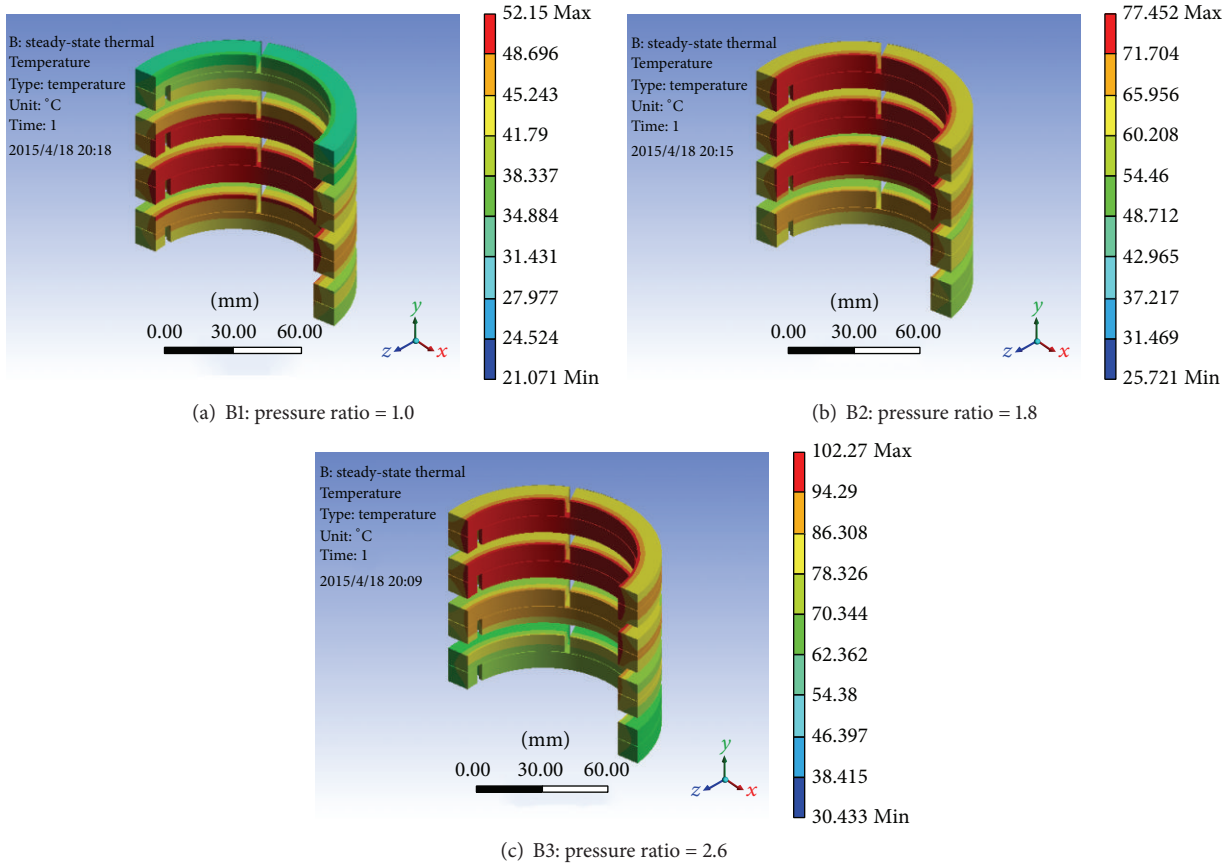 B: steady-state thermal
Temperature
Type: temperature
Unit: °C
Time: 1
2015/4/18 20:18
(mm)
0.00 30.00 60.00
y
z x
52.15 Max
48.696
45.243
41.79
38.337
34.884
31.431
27.977
24.524
21.071 Min
(a) B1: pressure ratio = 1.0
B: steady-state thermal
Temperature
Type: temperature
Unit: °C
Time: 1
2015/4/18 20:15
(mm)
0.00 30.00 60.00
y
z x
77.452 Max
71.704
65.956
60.208
54.46
48.712
42.965
37.217
31.469
25.721 Min
(b) B2: pressure ratio = 1.8
B: steady-state thermal
Temperature
Type: temperature
Unit: °C
Time: 1
2015/4/18 20:09
(mm)
0.00 30.00 60.00
y
z x
102.27 Max
94.29
86.308
78.326
70.344
62.362
54.38
46.397
38.415
30.433 Min
(c) B3: pressure ratio = 2.6